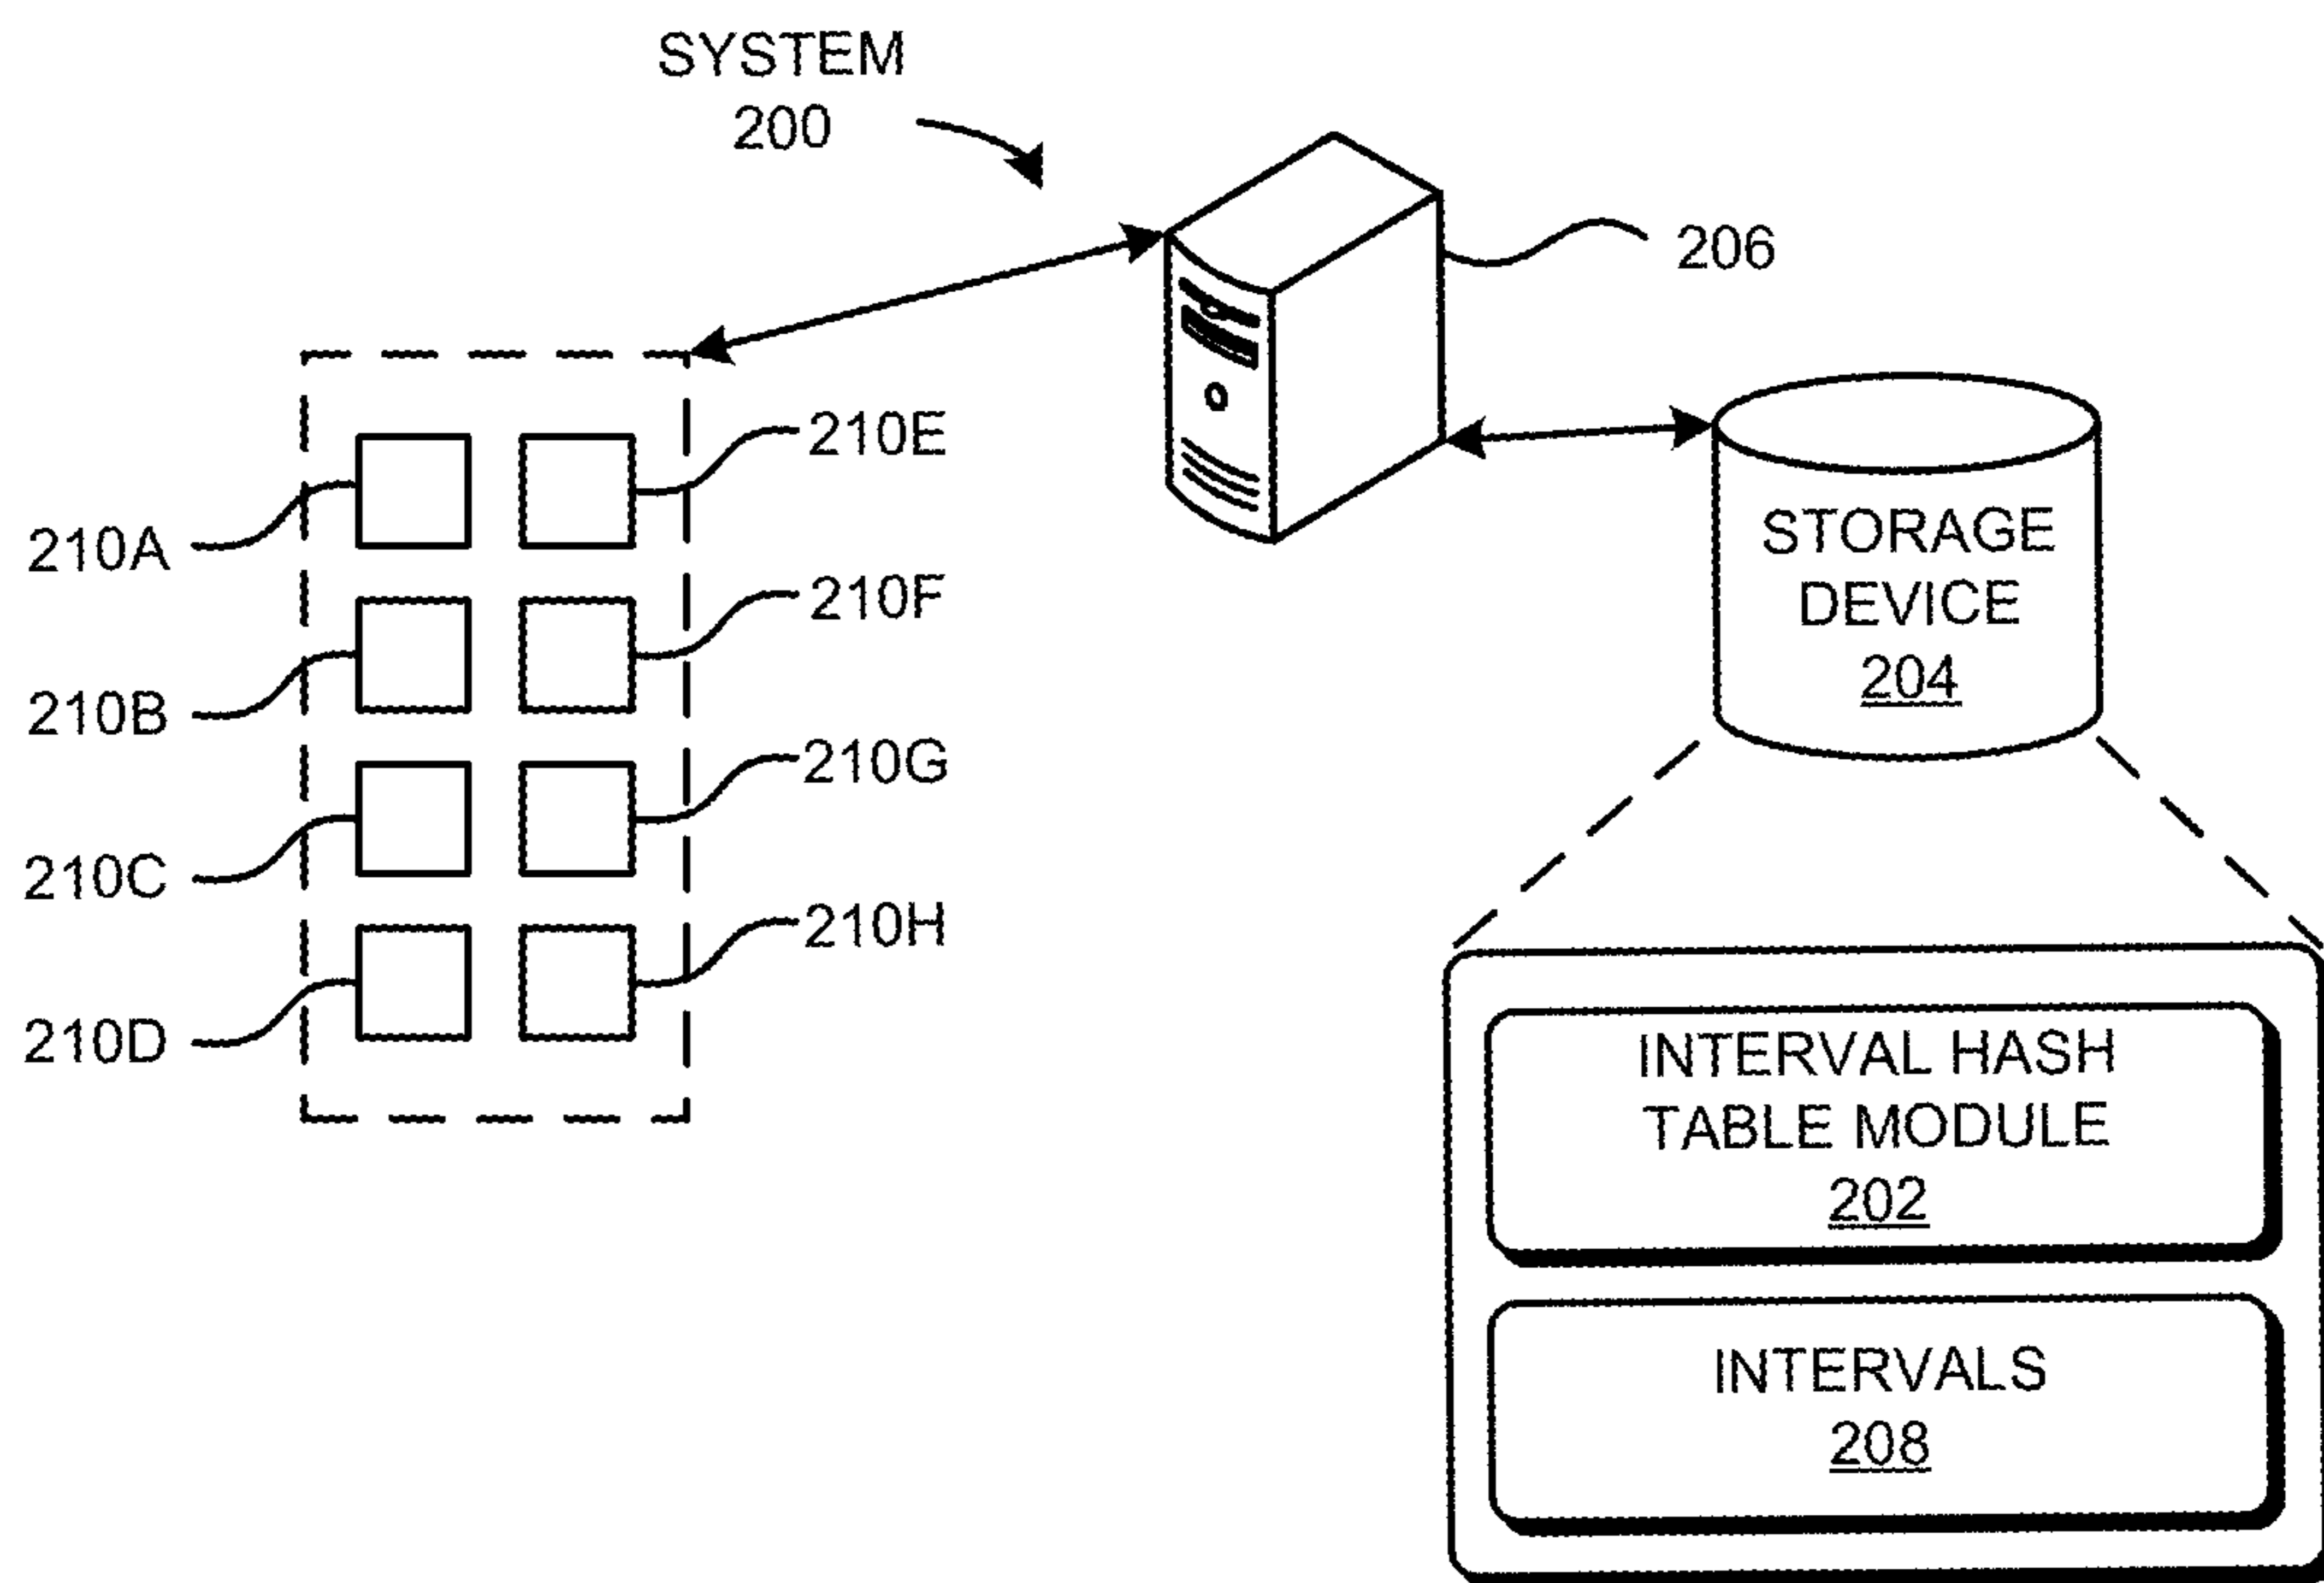 SYSTEM
200
206
210E
210A
210F
210B
210G
210C
210H
210D
STORAGE
DEVICE
204
INTERVAL HASH
TABLE MODULE
202
INTERVALS
208